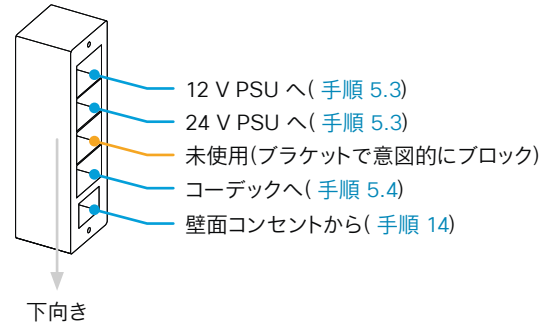 12 V PSU へ( 手順 5.3)
24 V PSU へ( 手順 5.3)
未使用(ブラケットで意図的にブロック)
コーデックへ( 手順 5.4)
壁面コンセントから( 手順 14)
下向き